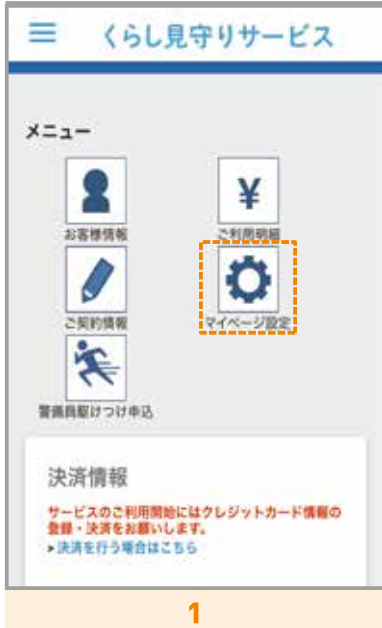 くらし見守りサービス
メニュー
お客様情報
ご利用明細
ご契約情報
マイページ設定
警備員駆けつけ申込
決済情報
サービスのご利用開始にはクレジットカード情報の
登録・決済をお願いします。
▸決済を行う場合はこちら
1